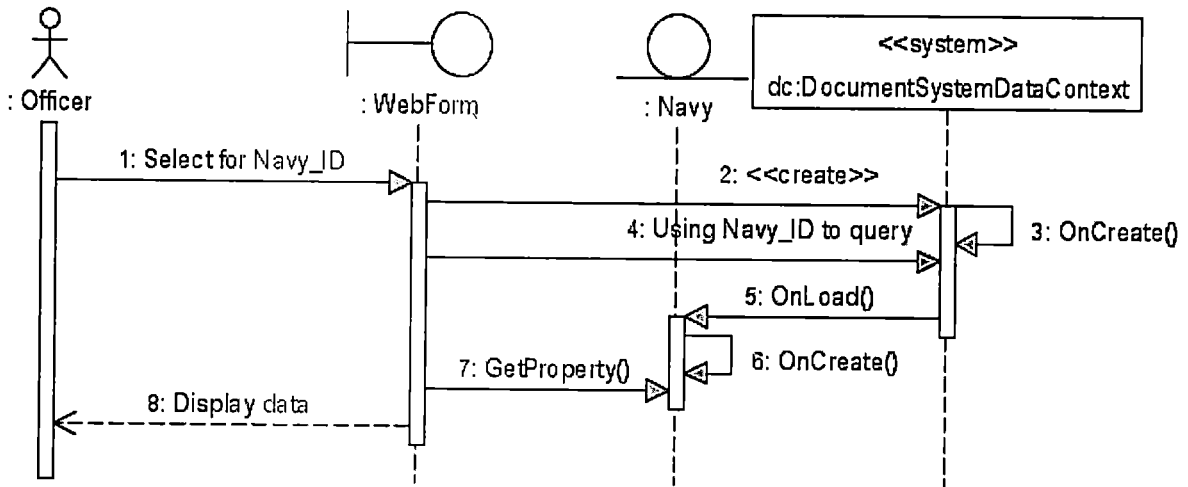 <<system>>
dc:DocumentSystemDataContext
: Officer
: WebForm
: Navy
1: Select for Navy_ID
2: <<create>>
3: OnCreate()
4: Using Navy_ID to query
5: OnLoad()
6: OnCreate()
7: GetProperty()
8: Display data